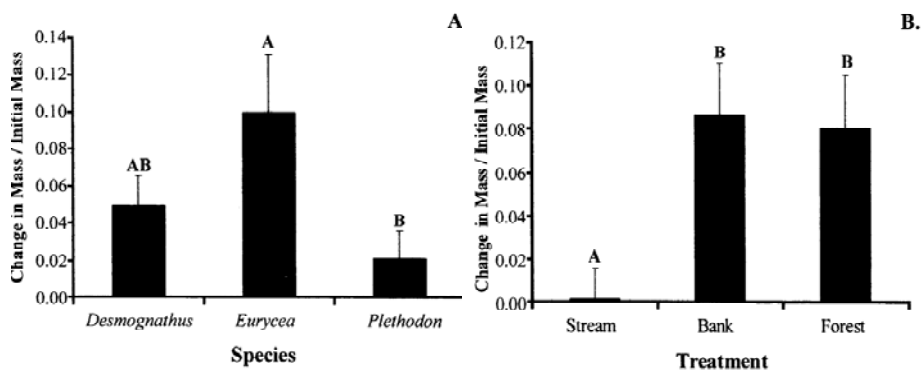 A
Change in Mass / Initial Mass
0.14
0.12
0.10
0.08
0.06
0.04
0.02
0.00
AB
A
B
Desmognathus Eurycea Plethodon
Species
B.
Change in Mass / Initial Mass
0.12
0.10
0.08
0.06
0.04
0.02
0.00
A
B
B
Stream Bank Forest
Treatment